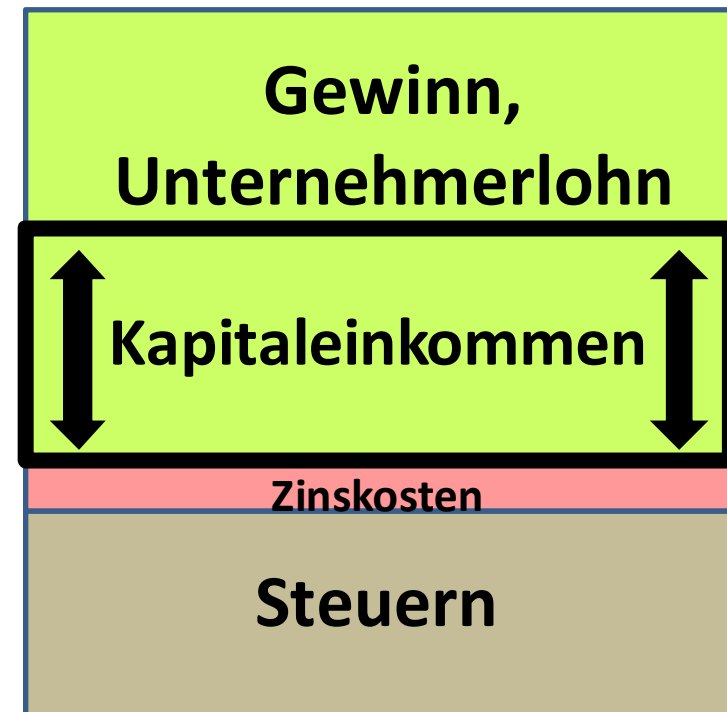 Gewinn,
Unternehmerlohn
Kapitaleinkommen
Zinskosten
Steuern